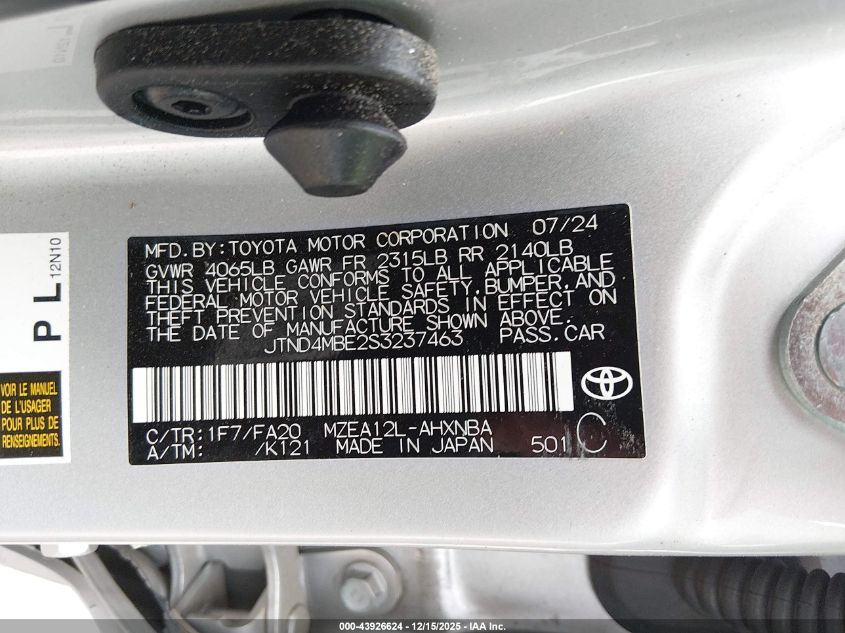 P L
12N10
VOIR LE MANUEL
DE L'USAGER
POUR PLUS DE
RENSEIGNEMENTS.
MFD. BY: TOYOTA MOTOR CORPORATION 07/24
GVWR 4065LB GAWR FR 2315LB RR 2140LB
THIS VEHICLE CONFORMS TO ALL APPLICABLE
FEDERAL MOTOR VEHICLE SAFETY, BUMPER, AND
THEFT PREVENTION STANDARDS IN EFFECT ON
THE DATE OF MANUFACTURE SHOWN ABOVE.
JTND4MBE2S3237463 PASS. CAR
C/TR: 1F7/FA20 MZEA12L-AHXNBA
A/TM: /K121 MADE IN JAPAN 501 C
000-43926624 - 12/15/2025 - IAA Inc.